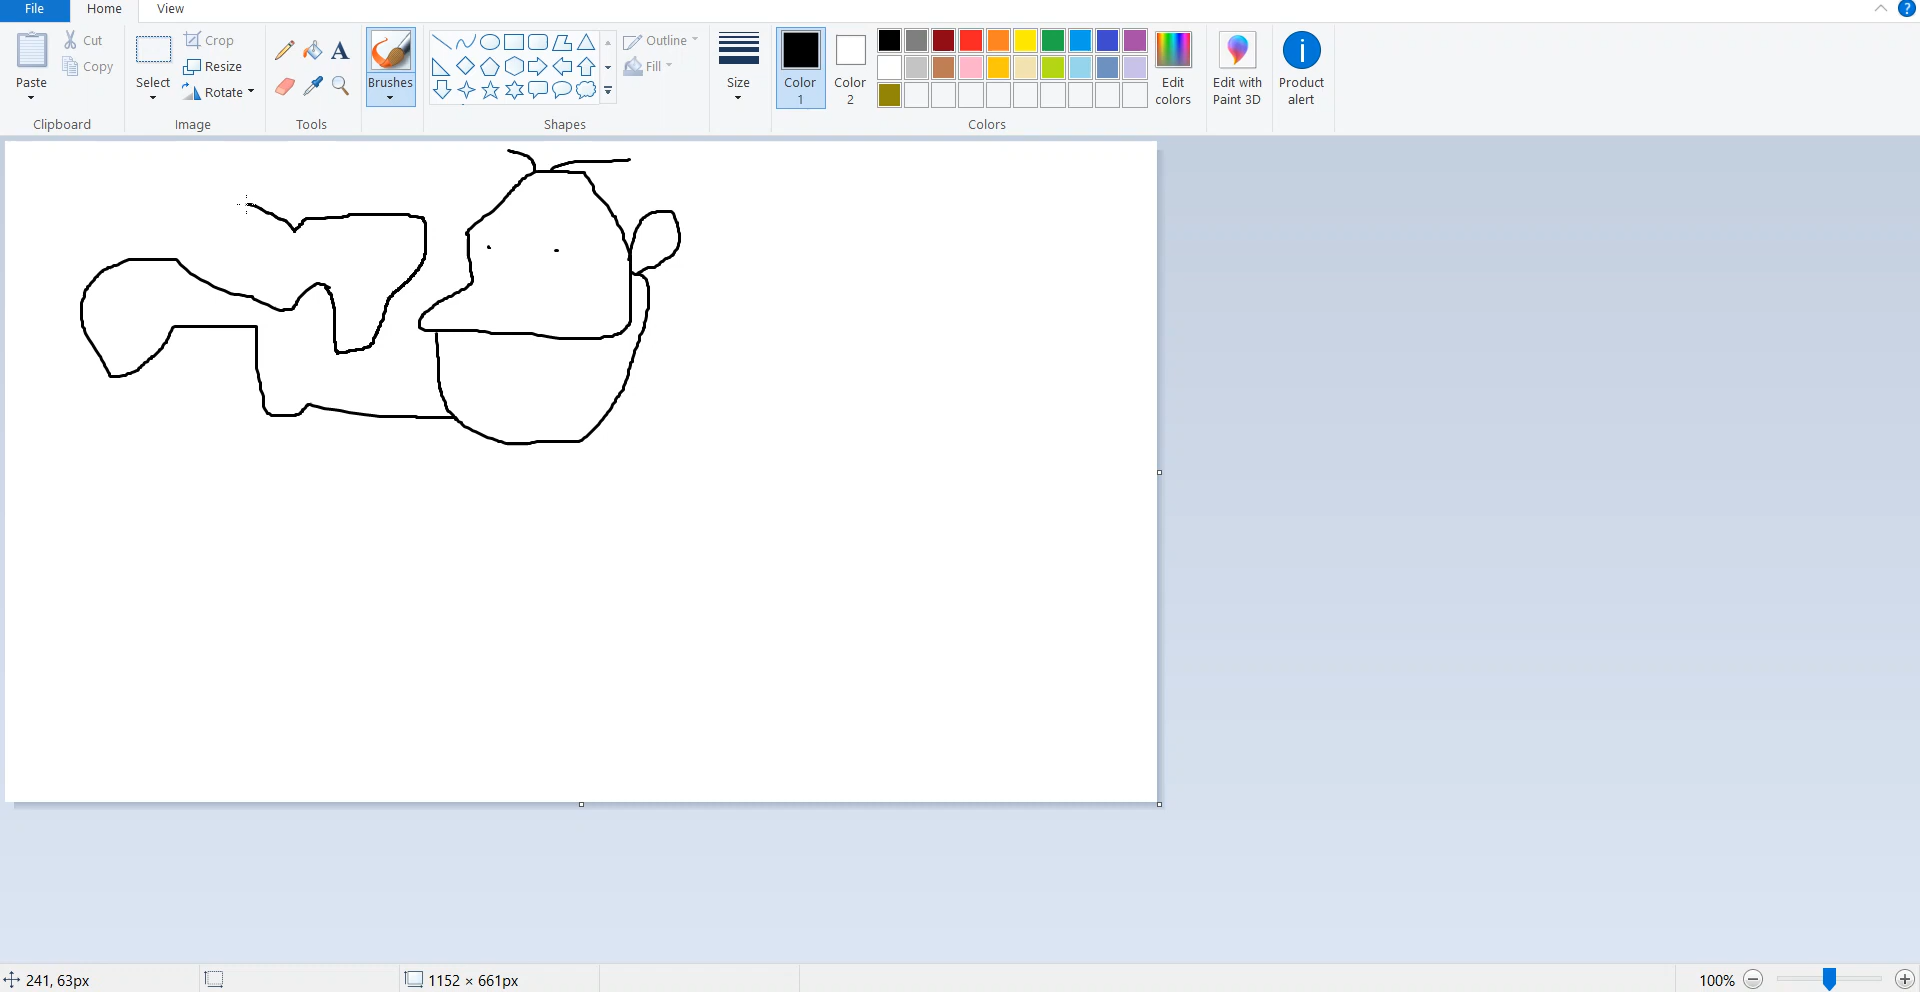 File Home View
Paste
Cut
Copy
Clipboard
Select
Crop
Resize
Rotate
Image
A
Tools
Brushes
Shapes
Outline
Fill
Size
Color 1
Color 2
Edit colors
Colors
Edit with Paint 3D
Product alert
241, 63px
1152 × 661px
100%